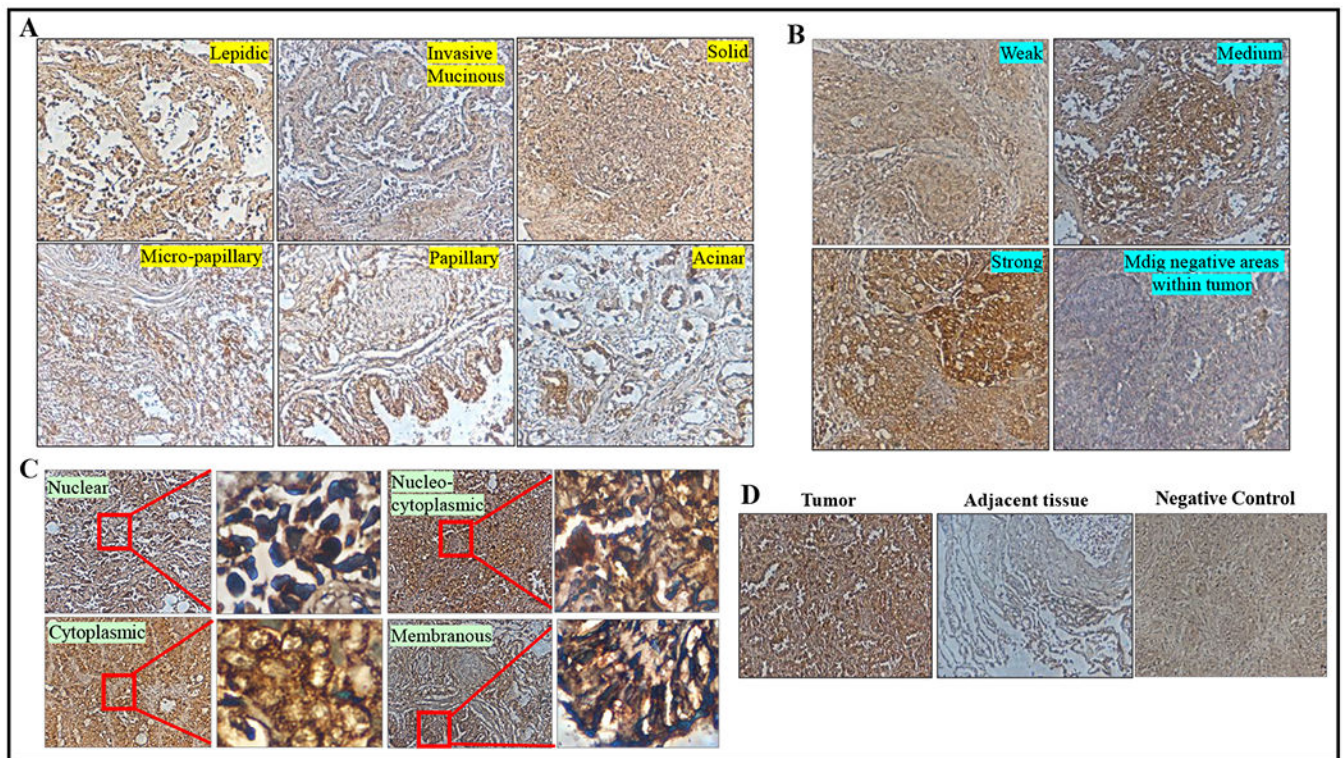 A
Lepidic
Invasive
Mucinous
Solid
Micro-papillary
Papillary
Acinar
B
Weak
Medium
Strong
Mdig negative areas
within tumor
C
Nuclear
Nucleo-
cytoplasmic
Cytoplasmic
Membranous
D
Tumor
Adjacent tissue
Negative Control